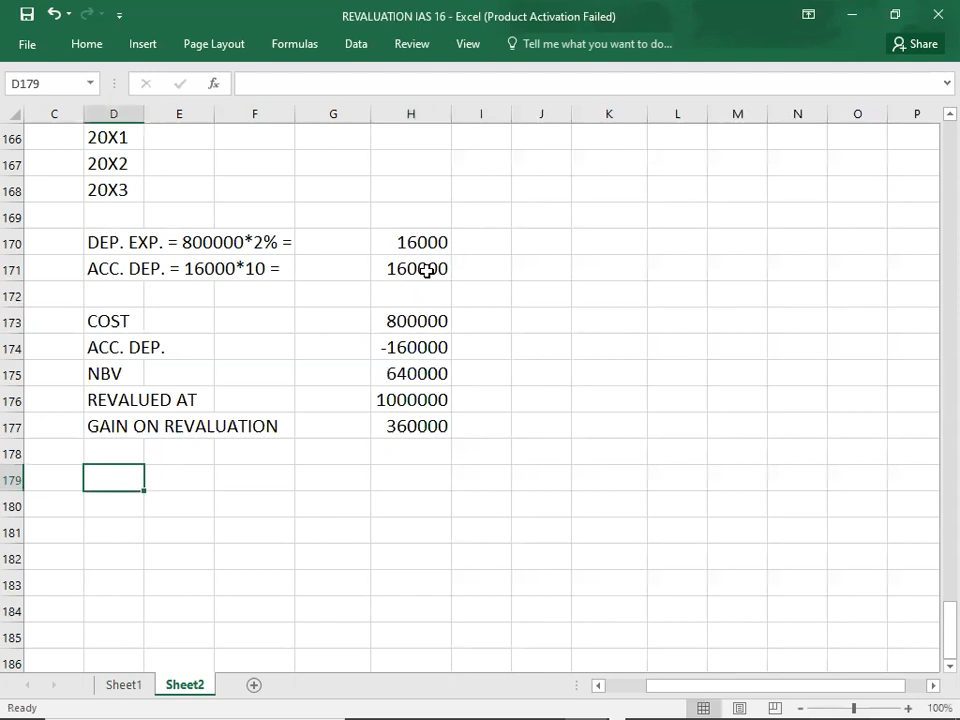 REVALUATION IAS 16 - Excel (Product Activation Failed)
File Home Insert Page Layout Formulas Data Review View Tell me what you want to do... Share
D179 fx
C D E F G H I J K L M N O P
166 20X1
167 20X2
168 20X3
169
170 DEP. EXP. = 800000*2% = 16000
171 ACC. DEP. = 16000*10 = 160000
172
173 COST 800000
174 ACC. DEP. -160000
175 NBV 640000
176 REVALUED AT 1000000
177 GAIN ON REVALUATION 360000
178
179
180
181
182
183
184
185
186
Sheet1 Sheet2
Ready 100%